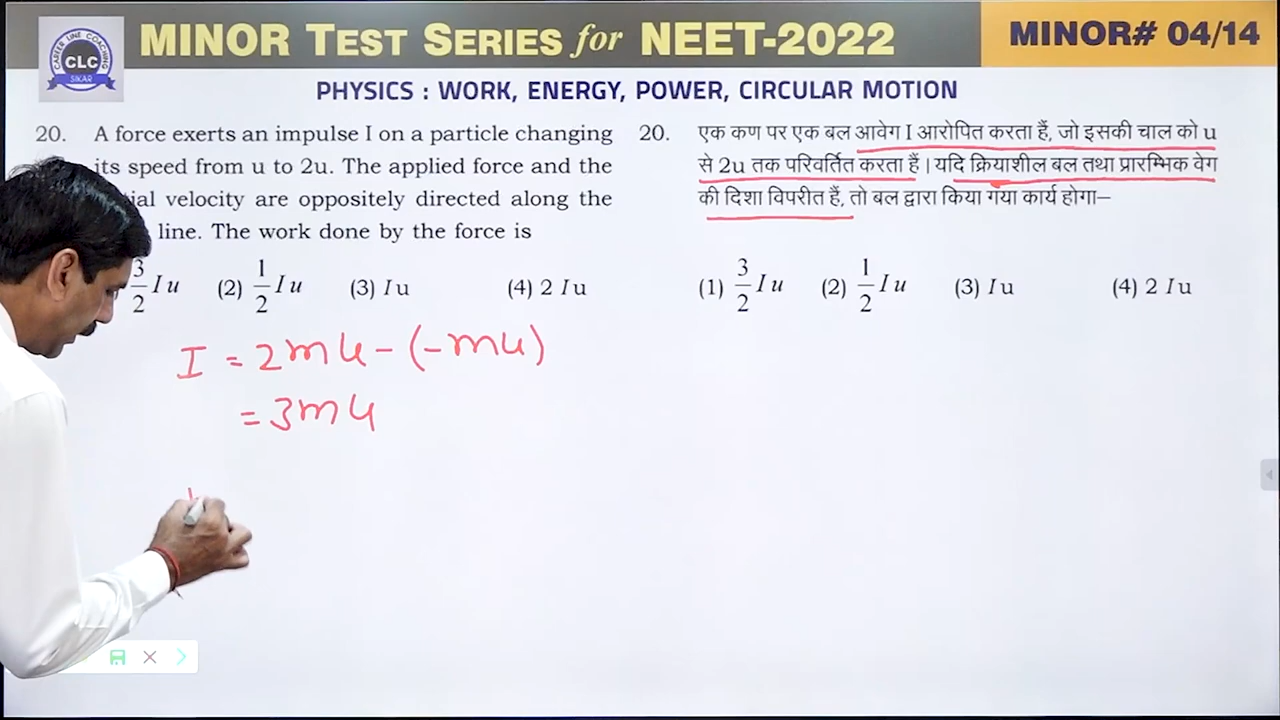 CAREER LINE COACHING
CLC
SIKAR
MINOR TEST SERIES for NEET-2022
MINOR# 04/14
PHYSICS : WORK, ENERGY, POWER, CIRCULAR MOTION
20. A force exerts an impulse I on a particle changing
its speed from u to 2u. The applied force and the
velocity are oppositely directed along the
line. The work done by the force is
3/2 I u (2) 1/2 I u (3) I u (4) 2 I u
20. एक कण पर एक बल आवेग I आरोपित करता हैं, जो इसकी चाल को u
से 2u तक परिवर्तित करता हैं। यदि क्रियाशील बल तथा प्रारम्भिक वेग
की दिशा विपरीत हैं, तो बल द्वारा किया गया कार्य होगा–
(1) 3/2 I u (2) 1/2 I u (3) I u (4) 2 I u
I = 2mu - (-mu)
= 3mu